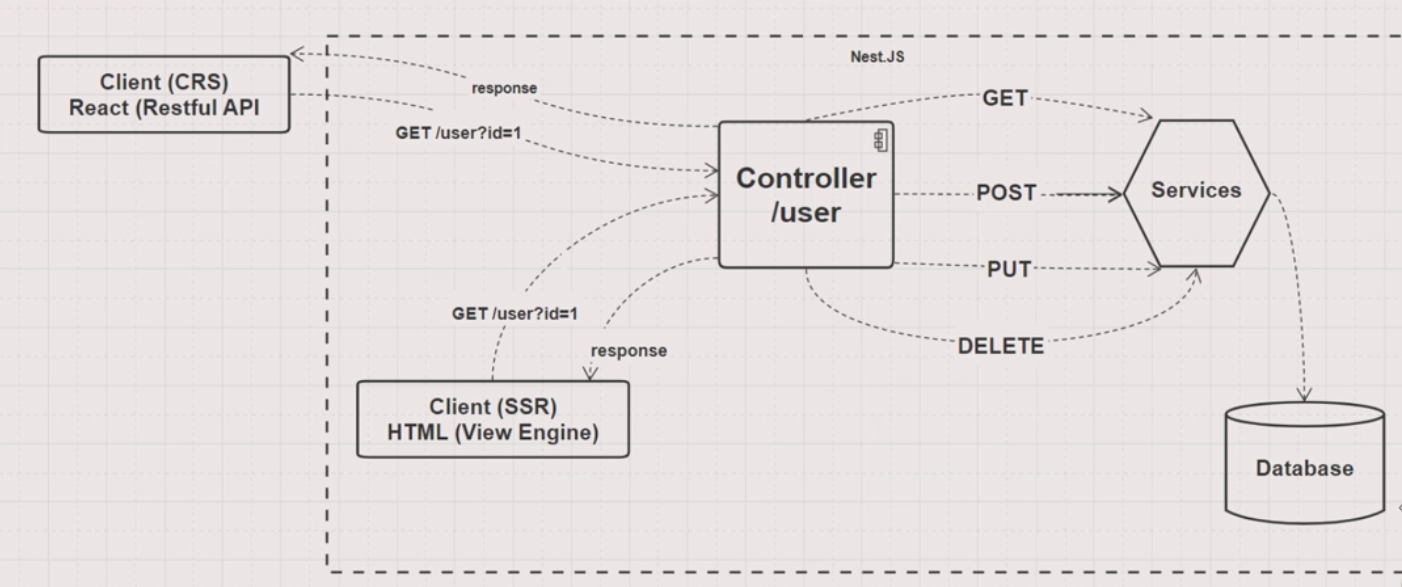 Nest.JS
Client (CRS)
React (Restful API
response
GET /user?id=1
GET
Controller
/user
POST
Services
PUT
GET /user?id=1
response
DELETE
Client (SSR)
HTML (View Engine)
Database